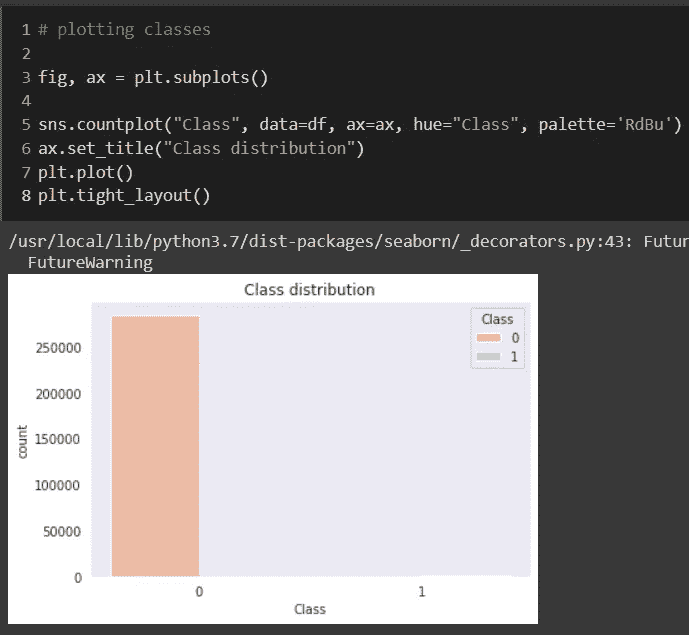 1 # plotting classes
2
3 fig, ax = plt.subplots()
4
5 sns.countplot("Class", data=df, ax=ax, hue="Class", palette='RdBu')
6 ax.set_title("Class distribution")
7 plt.plot()
8 plt.tight_layout()
/usr/local/lib/python3.7/dist-packages/seaborn/_decorators.py:43: Futur
FutureWarning
Class distribution
Class
0
1
250000
200000
150000
100000
50000
0
count
0 1
Class